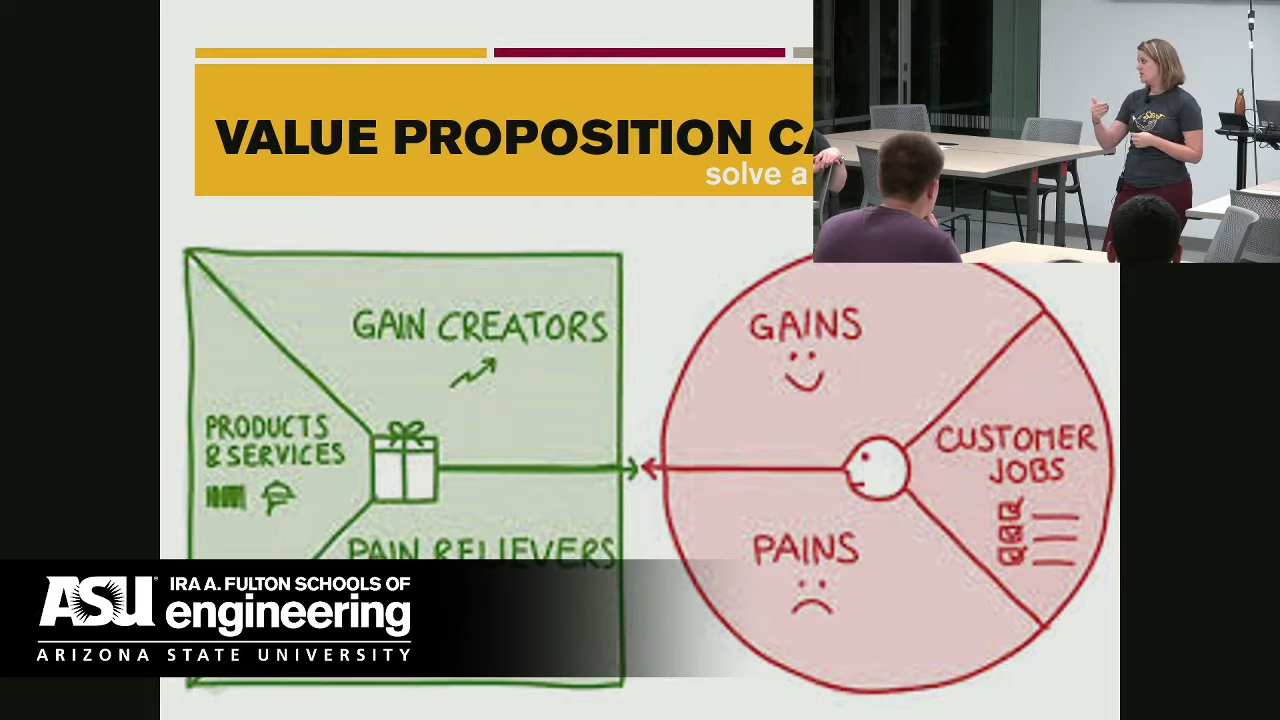 VALUE PROPOSITION
solve a
GAIN CREATORS
PRODUCTS
& SERVICES
PAIN RELIEVERS
GAINS
CUSTOMER
JOBS
PAINS
ASU IRA A. FULTON SCHOOLS OF
engineering
ARIZONA STATE UNIVERSITY